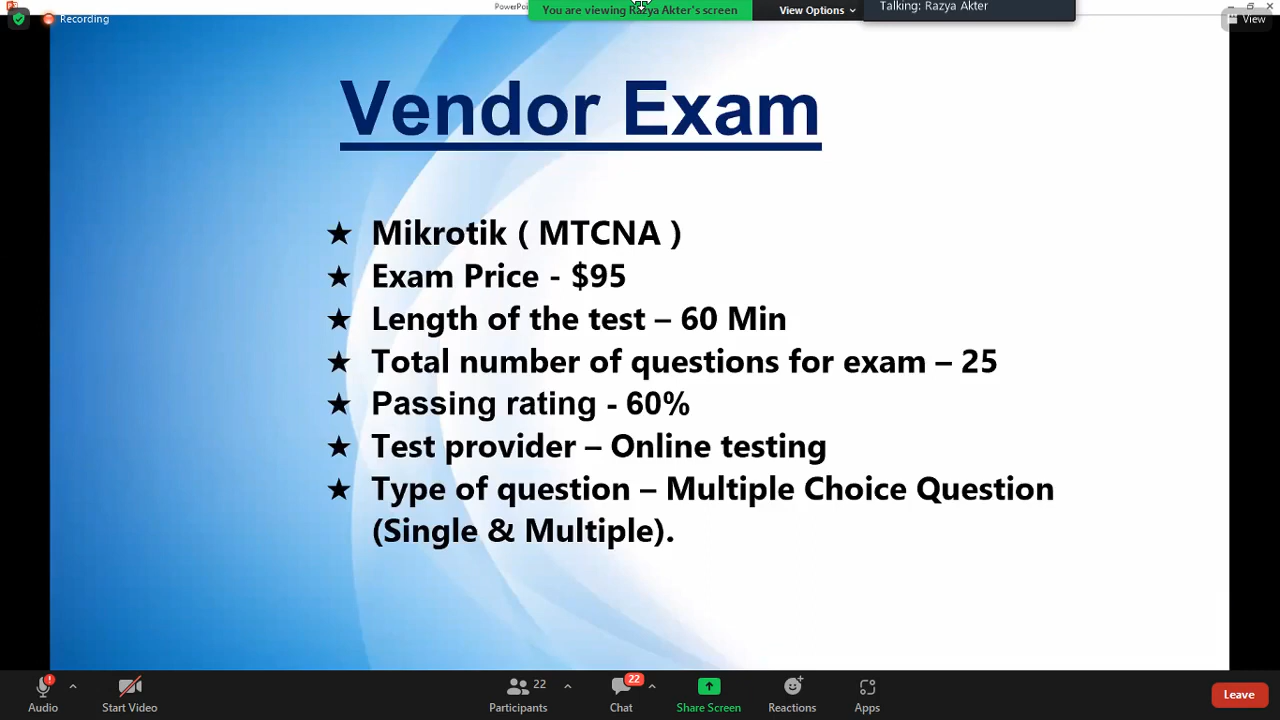 PowerPoi
You are viewing Razya Akter's screen
View Options
Talking: Razya Akter
Recording
View
Vendor Exam
★ Mikrotik ( MTCNA )
★ Exam Price - $95
★ Length of the test – 60 Min
★ Total number of questions for exam – 25
★ Passing rating - 60%
★ Test provider – Online testing
★ Type of question – Multiple Choice Question
(Single & Multiple).
22
22
Audio
Start Video
Participants
Chat
Share Screen
Reactions
Apps
Leave